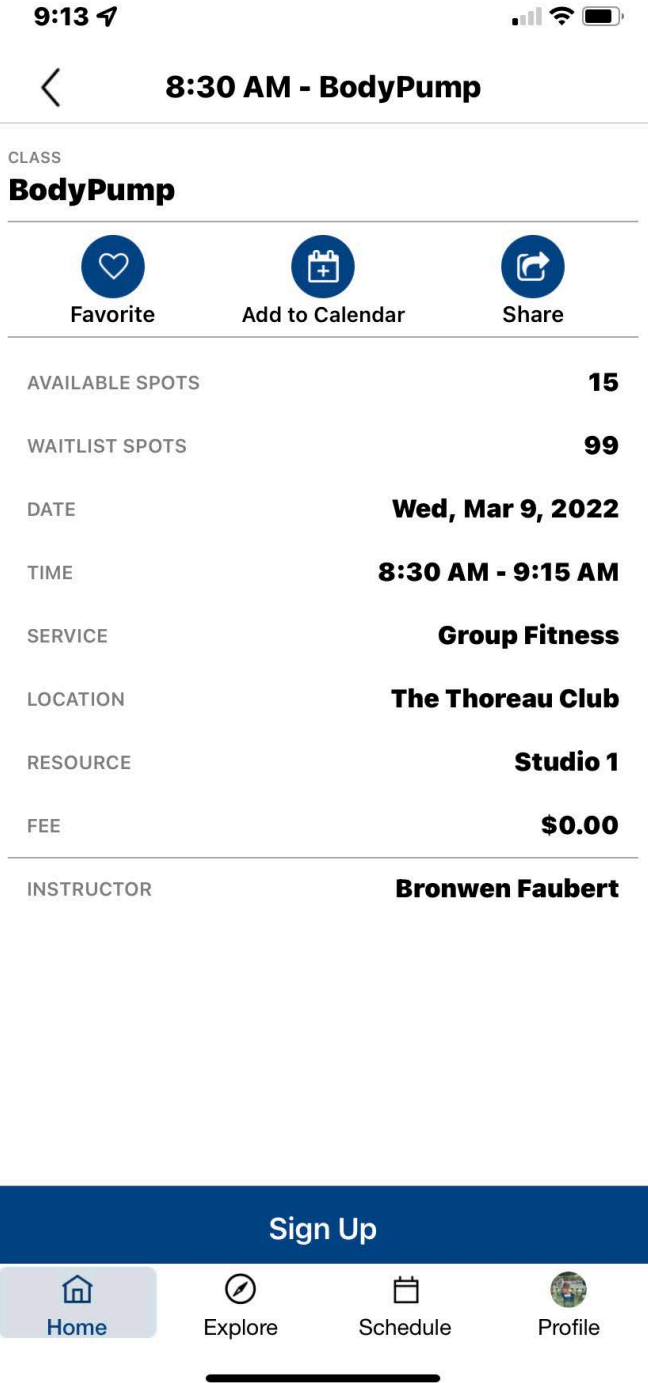 9:13
8:30 AM - BodyPump
CLASS
BodyPump
Favorite Add to Calendar Share
AVAILABLE SPOTS 15
WAITLIST SPOTS 99
DATE Wed, Mar 9, 2022
TIME 8:30 AM - 9:15 AM
SERVICE Group Fitness
LOCATION The Thoreau Club
RESOURCE Studio 1
FEE $0.00
INSTRUCTOR Bronwen Faubert
Sign Up
Home Explore Schedule Profile